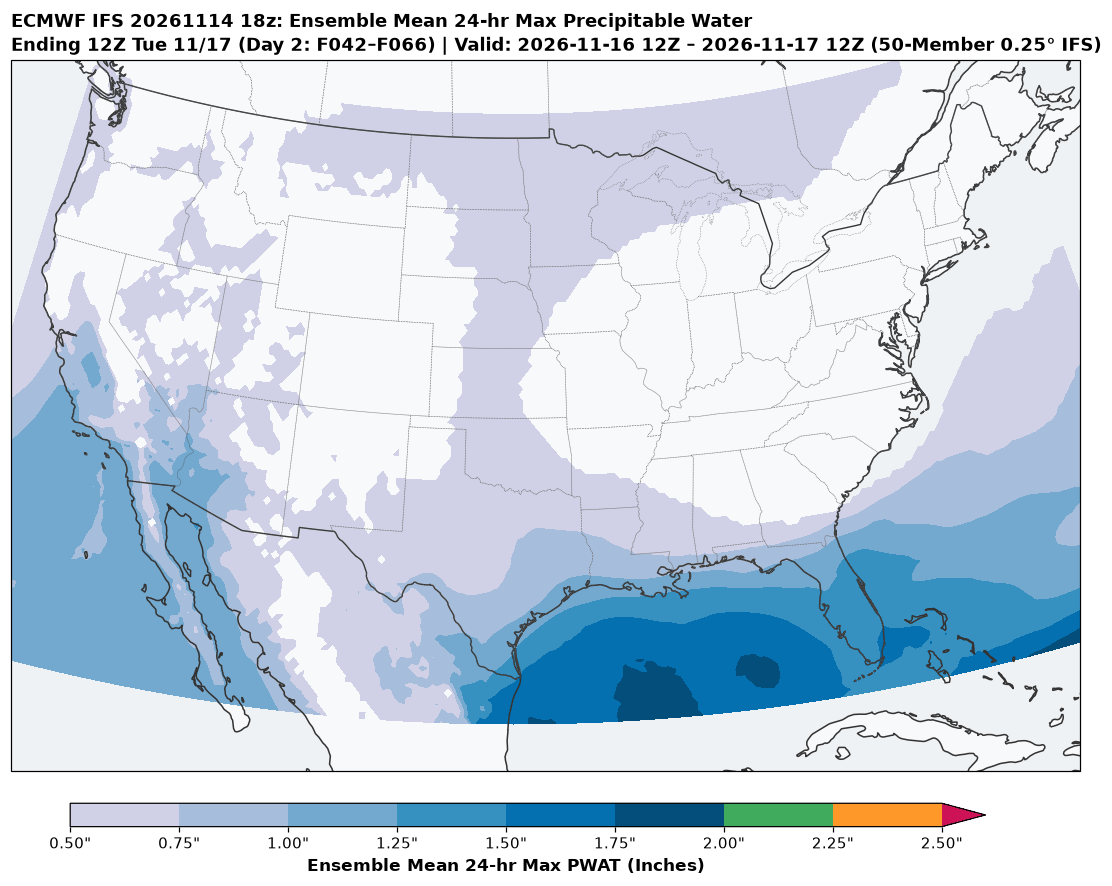 ECMWF IFS 20261114 18z: Ensemble Mean 24-hr Max Precipitable Water
Ending 12Z Tue 11/17 (Day 2: F042–F066) | Valid: 2026-11-16 12Z – 2026-11-17 12Z (50-Member 0.25° IFS)
0.50" 0.75" 1.00" 1.25" 1.50" 1.75" 2.00" 2.25" 2.50"
Ensemble Mean 24-hr Max PWAT (Inches)